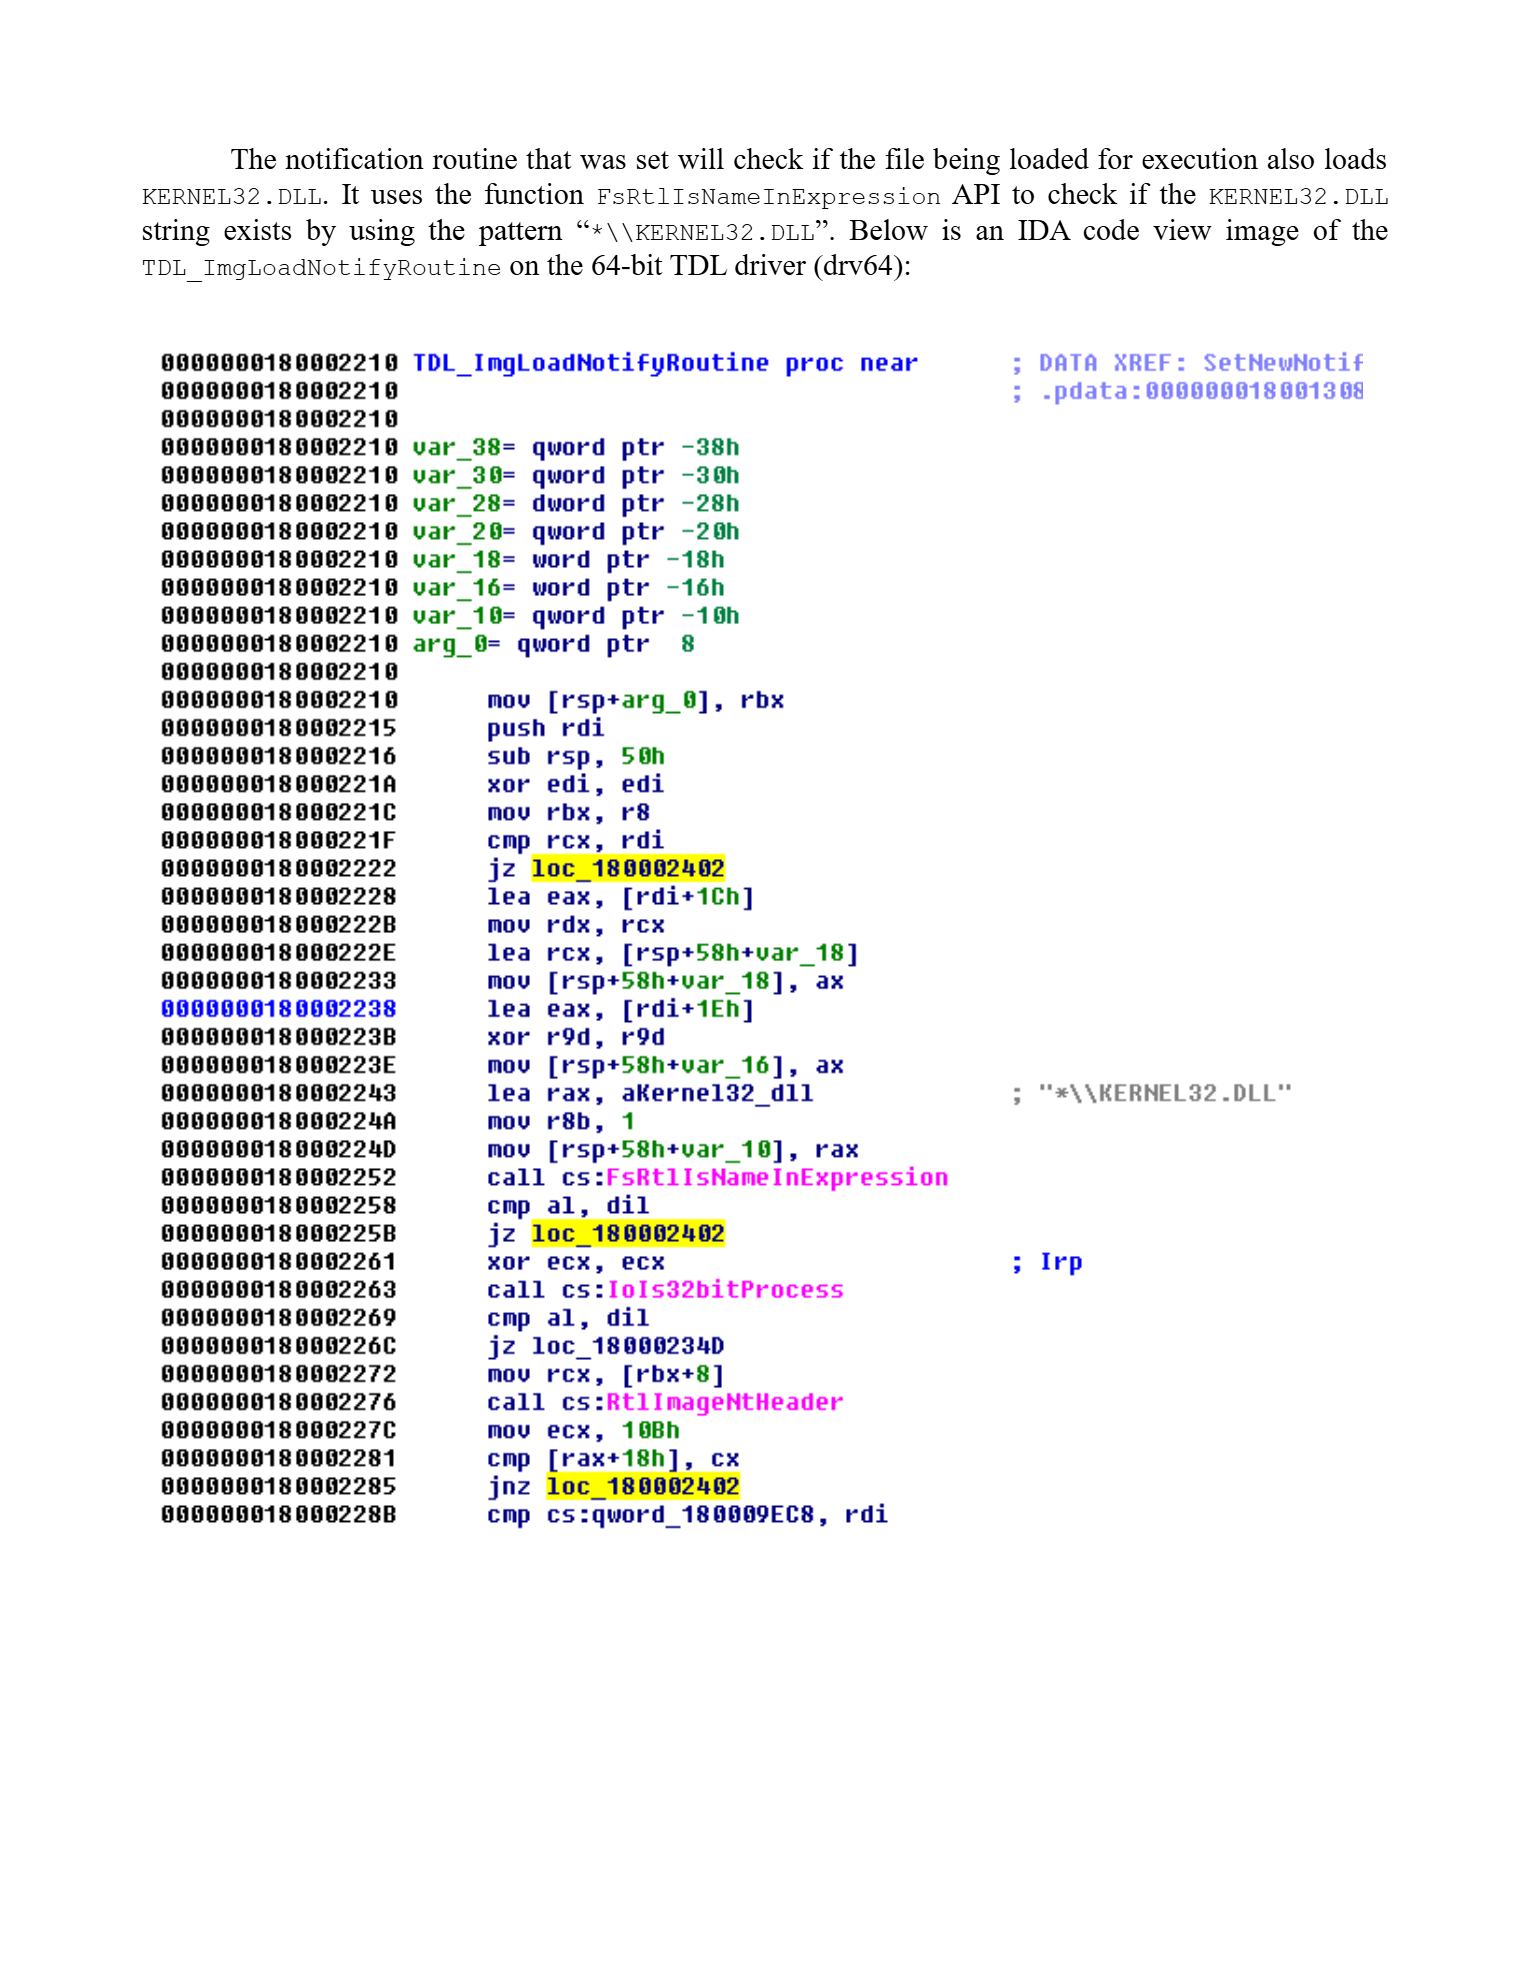 The notification routine that was set will check if the file being loaded for execution also loads
KERNEL32.DLL. It uses the function FsRtlIsNameInExpression API to check if the KERNEL32.DLL
string exists by using the pattern “*\\KERNEL32.DLL”. Below is an IDA code view image of the
TDL_ImgLoadNotifyRoutine on the 64-bit TDL driver (drv64):
0000000180002210 TDL_ImgLoadNotifyRoutine proc near ; DATA XREF: SetNewNotif
0000000180002210 ; .pdata:000000018001308
0000000180002210
0000000180002210 var_38= qword ptr -38h
0000000180002210 var_30= qword ptr -30h
0000000180002210 var_28= dword ptr -28h
0000000180002210 var_20= qword ptr -20h
0000000180002210 var_18= word ptr -18h
0000000180002210 var_16= word ptr -16h
0000000180002210 var_10= qword ptr -10h
0000000180002210 arg_0= qword ptr 8
0000000180002210
0000000180002210 mov [rsp+arg_0], rbx
0000000180002215 push rdi
0000000180002216 sub rsp, 50h
000000018000221A xor edi, edi
000000018000221C mov rbx, r8
000000018000221F cmp rcx, rdi
0000000180002222 jz loc_180002402
0000000180002228 lea eax, [rdi+1Ch]
000000018000222B mov rdx, rcx
000000018000222E lea rcx, [rsp+58h+var_18]
0000000180002233 mov [rsp+58h+var_18], ax
0000000180002238 lea eax, [rdi+1Eh]
000000018000223B xor r9d, r9d
000000018000223E mov [rsp+58h+var_16], ax
0000000180002243 lea rax, aKernel32_dll ; "*\\KERNEL32.DLL"
000000018000224A mov r8b, 1
000000018000224D mov [rsp+58h+var_10], rax
0000000180002252 call cs:FsRtlIsNameInExpression
0000000180002258 cmp al, dil
000000018000225B jz loc_180002402
0000000180002261 xor ecx, ecx ; Irp
0000000180002263 call cs:IoIs32bitProcess
0000000180002269 cmp al, dil
000000018000226C jz loc_18000234D
0000000180002272 mov rcx, [rbx+8]
0000000180002276 call cs:RtlImageNtHeader
000000018000227C mov ecx, 10Bh
0000000180002281 cmp [rax+18h], cx
0000000180002285 jnz loc_180002402
000000018000228B cmp cs:qword_180009EC8, rdi